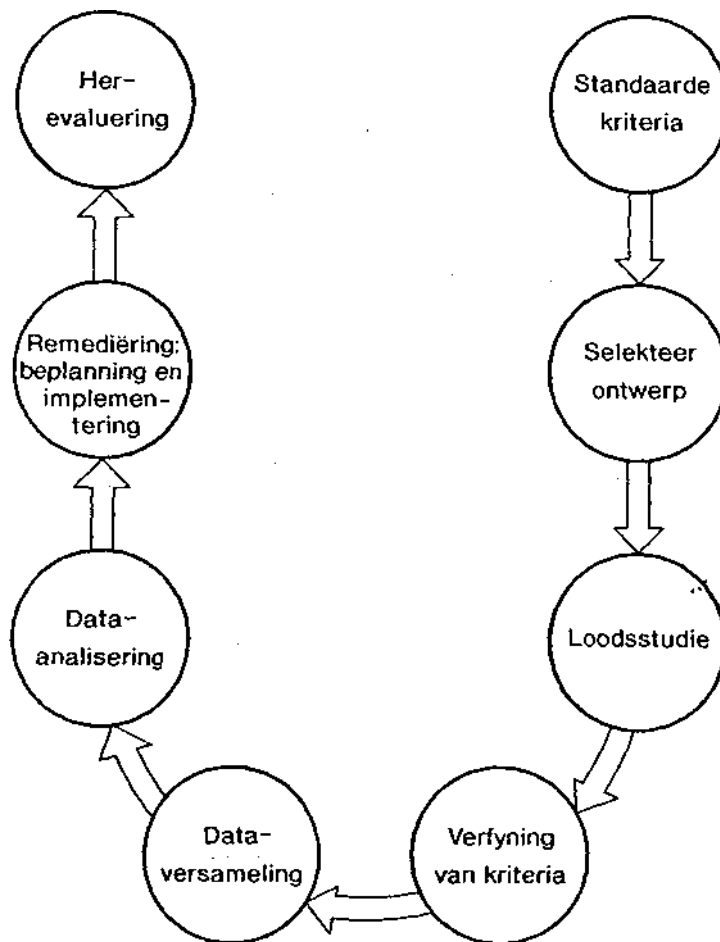 Standaarde
kriteria
Selekteer
ontwerp
Loodsstudie
Verfyning
van kriteria
Data-
versameling
Data-
analisering
Remediëring:
beplanning en
implemen-
tering
Her-
evaluering